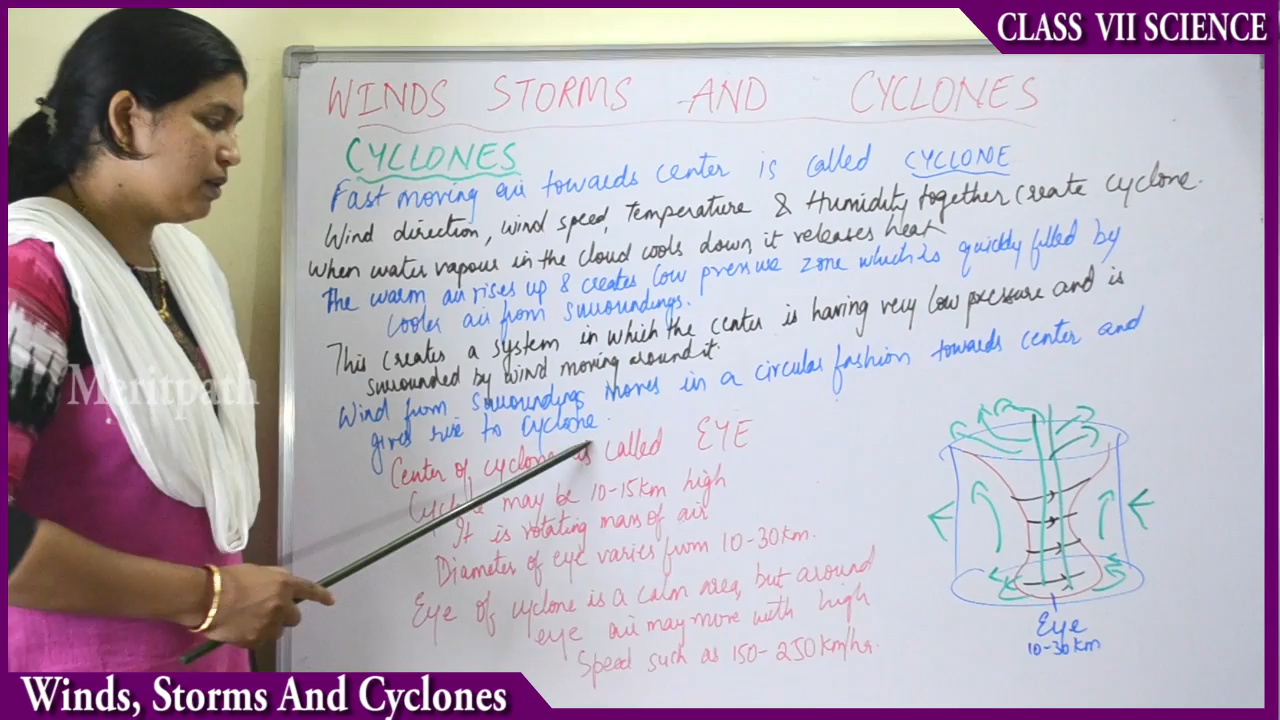 CLASS VII SCIENCE
WINDS STORMS AND CYCLONES
CYCLONES
Fast moving air towards center is called CYCLONE
Wind direction, wind speed, Temperature & Humidity together create cyclone.
When water vapour in the cloud cools down, it releases heat
The warm air rises up & creates low pressure zone which is quickly filled by
cooler air from surroundings.
This creates a system in which the center is having very low pressure and is
surrounded by wind moving around it.
Wind from surroundings moves in a circular fashion towards center and
gives rise to cyclone.
Center of cyclone is called EYE
Cyclone may be 10-15km high
It is rotating mass of air
Diameter of eye varies from 10-30km.
Eye of cyclone is a calm area, but around
eye air may move with high
Speed such as 150-250km/hr.
Eye
10-30km
Meritpath
Winds, Storms And Cyclones